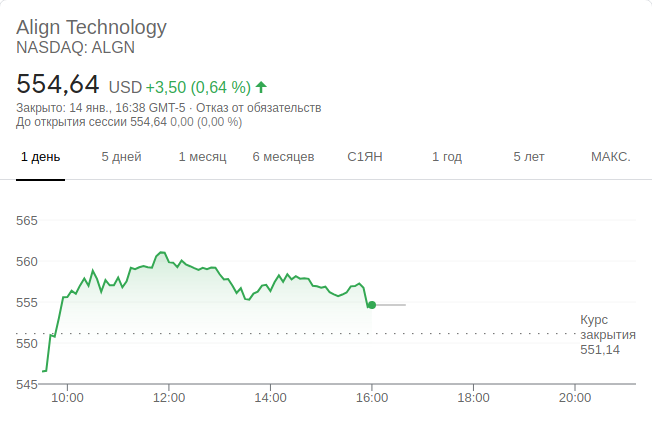 Align Technology
NASDAQ: ALGN
554,64 USD +3,50 (0,64 %)
Закрыто: 14 янв., 16:38 GMT-5 · Отказ от обязательств
До открытия сессии 554,64 0,00 (0,00 %)
1 день 5 дней 1 месяц 6 месяцев С1ЯН 1 год 5 лет МАКС.
565
560
555
550
545
Курс
закрытия
551,14
10:00 12:00 14:00 16:00 18:00 20:00